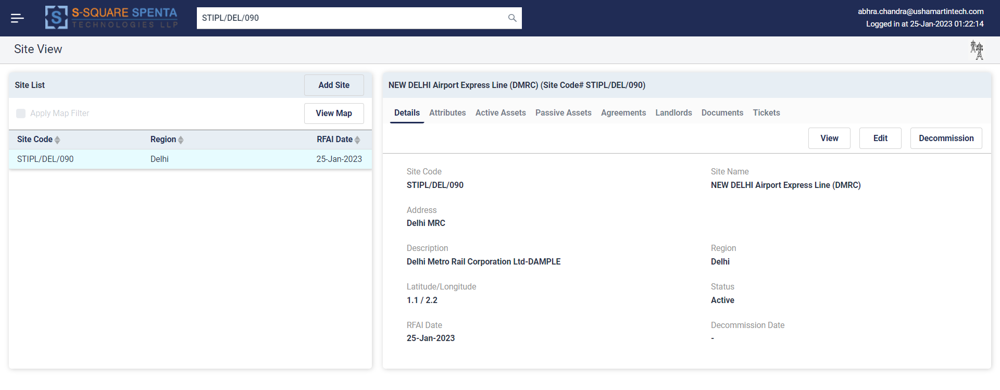 S-SQUARE SPENTA
TECHNOLOGIES LLP
STIPL/DEL/090
abhra.chandra@ushamartintech.com
Logged in at 25-Jan-2023 01:22:14
Site View
Site List
Add Site
Apply Map Filter
View Map
Site Code Region RFAI Date
STIPL/DEL/090 Delhi 25-Jan-2023
NEW DELHI Airport Express Line (DMRC) (Site Code# STIPL/DEL/090)
Details Attributes Active Assets Passive Assets Agreements Landlords Documents Tickets
View Edit Decommission
Site Code Site Name
STIPL/DEL/090 NEW DELHI Airport Express Line (DMRC)
Address
Delhi MRC
Description Region
Delhi Metro Rail Corporation Ltd-DAMPLE Delhi
Latitude/Longitude Status
1.1 / 2.2 Active
RFAI Date Decommission Date
25-Jan-2023 -